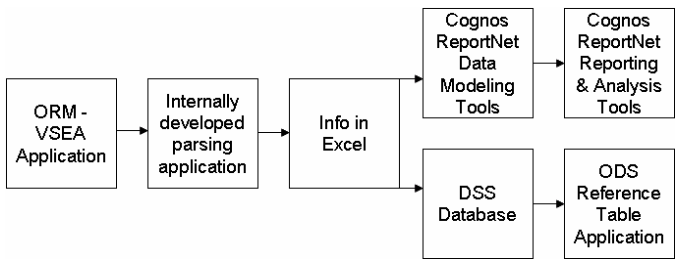 ORM -
VSEA
Application
Internally
developed
parsing
application
Info in
Excel
Cognos
ReportNet
Data
Modeling
Tools
Cognos
ReportNet
Reporting
& Analysis
Tools
DSS
Database
ODS
Reference
Table
Application